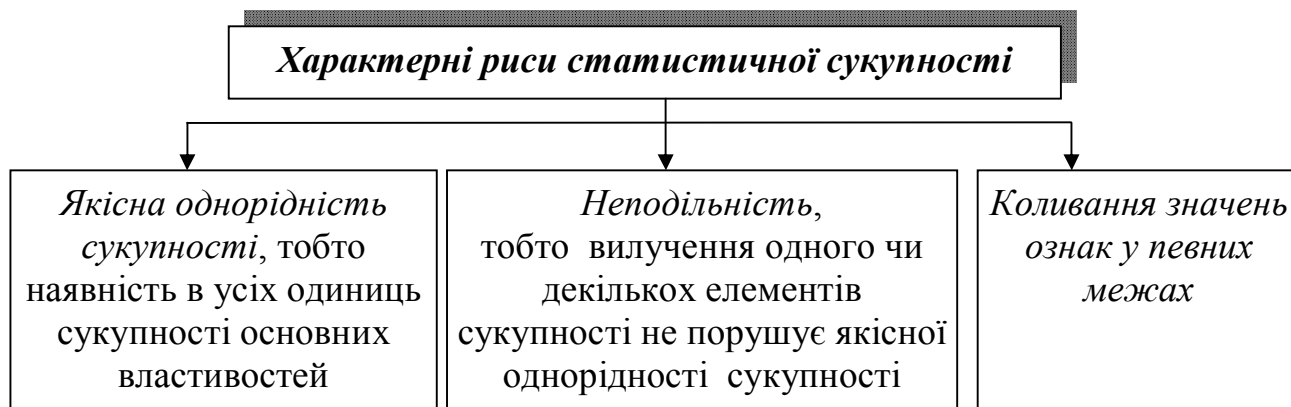 Характерні риси статистичної сукупності
Якісна однорідність
сукупності, тобто
наявність в усіх одиниць
сукупності основних
властивостей
Неподільність,
тобто вилучення одного чи
декількох елементів
сукупності не порушує якісної
однорідності сукупності
Коливання значень
ознак у певних
межах